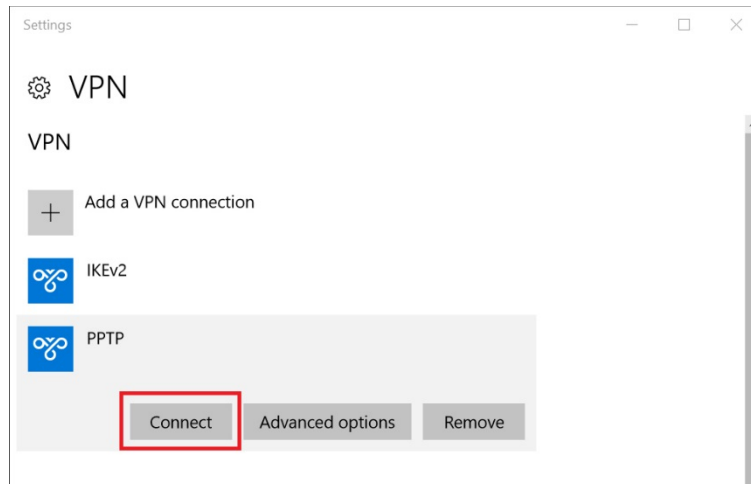 Settings
VPN
VPN
Add a VPN connection
IKEv2
PPTP
Connect Advanced options Remove